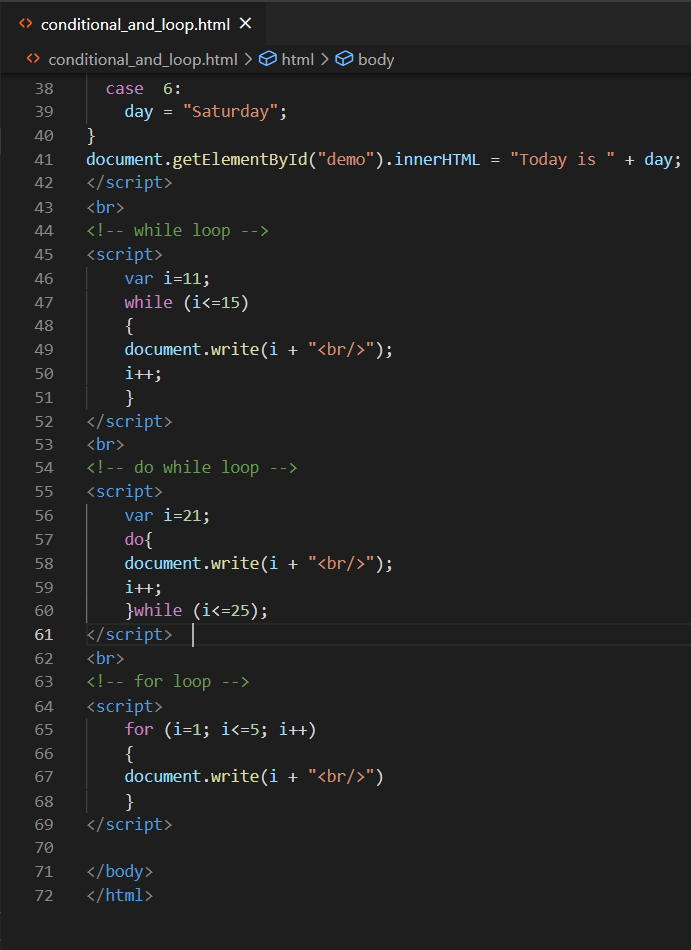 <> conditional_and_loop.html ×
<> conditional_and_loop.html > html > body
38 case  6:
39 day = "Saturday";
40 }
41 document.getElementById("demo").innerHTML = "Today is " + day;
42 </script>
43 <br>
44 <!-- while loop -->
45 <script>
46 var i=11;
47 while (i<=15)
48 {
49 document.write(i + "<br/>");
50 i++;
51 }
52 </script>
53 <br>
54 <!-- do while loop -->
55 <script>
56 var i=21;
57 do{
58 document.write(i + "<br/>");
59 i++;
60 }while (i<=25);
61 </script>
62 <br>
63 <!-- for loop -->
64 <script>
65 for (i=1; i<=5; i++)
66 {
67 document.write(i + "<br/>")
68 }
69 </script>
70
71 </body>
72 </html>